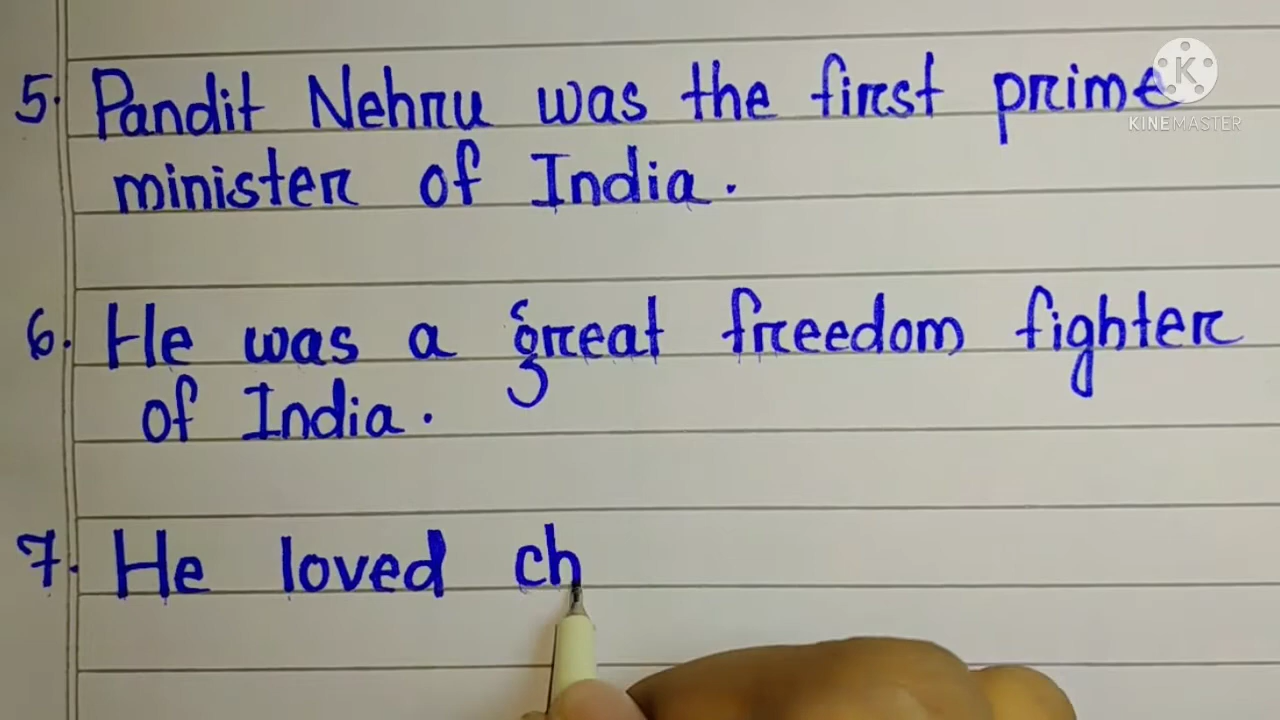 5. Pandit Nehru was the first prime
minister of India.
6. He was a great freedom fighter
of India.
7. He loved ch
K
KINEMASTER